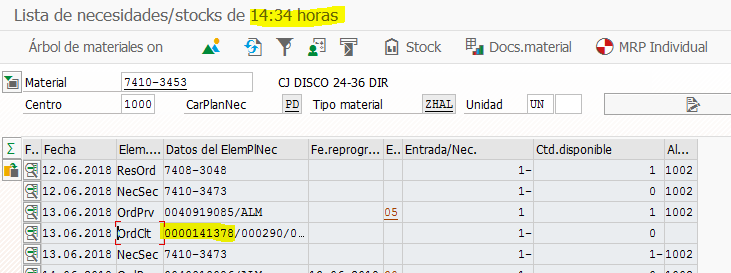 Lista de necesidades/stocks de 14:34 horas
Árbol de materiales on Stock Docs.material MRP Individual
Material 7410-3453 CJ DISCO 24-36 DIR
Centro 1000 CarPlanNec PD Tipo material ZHAL Unidad UN
F.. Fecha Elem.... Datos del ElemPlNec Fe.reprogr... E.. Entrada/Nec. Ctd.disponible Al...
12.06.2018 ResOrd 7408-3048 1- 1 1002
12.06.2018 NecSec 7410-3473 1- 0 1002
13.06.2018 OrdPrv 0040919085/ALM 05 1 1 1002
13.06.2018 OrdClt 0000141378/000290/0... 1- 0
13.06.2018 NecSec 7410-3473 1- 1- 1002